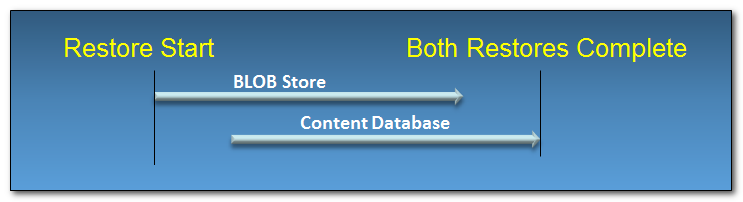 Restore Start
Both Restores Complete
BLOB Store
Content Database